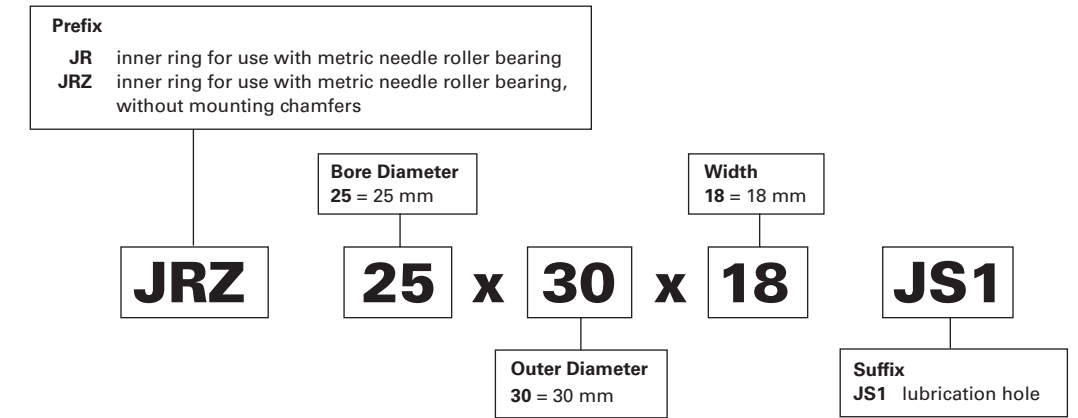 Prefix
JR inner ring for use with metric needle roller bearing
JRZ inner ring for use with metric needle roller bearing,
without mounting chamfers
Bore Diameter
25 = 25 mm
Width
18 = 18 mm
JRZ 25 x 30 x 18 JS1
Outer Diameter
30 = 30 mm
Suffix
JS1 lubrication hole